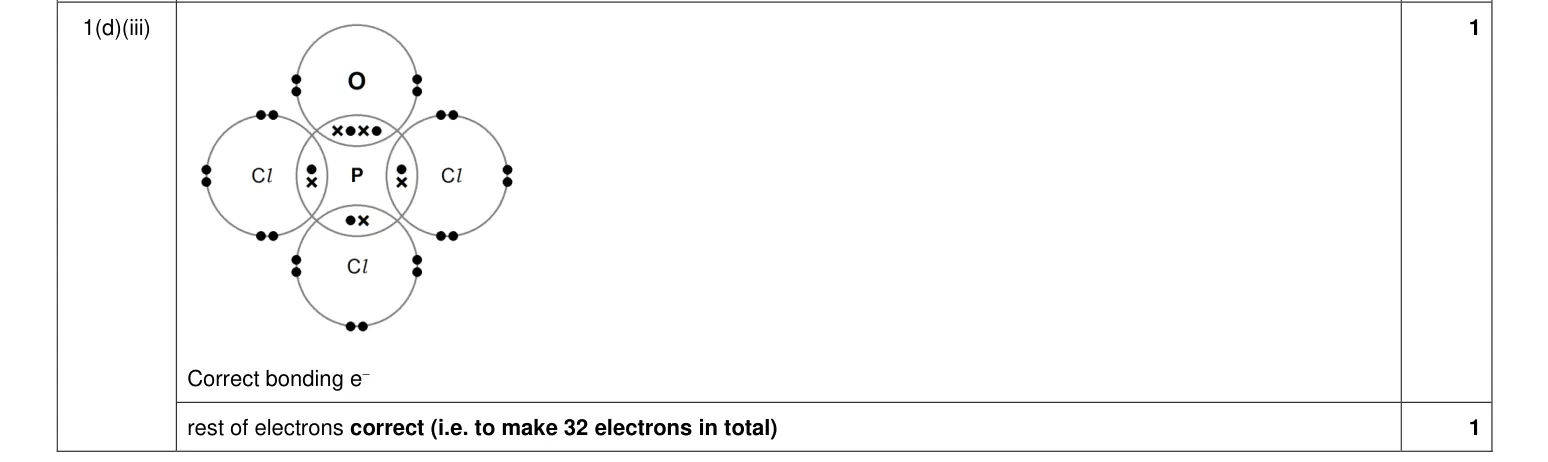 1(d)(iii)
1
O
Cl
P
Cl
Cl
Correct bonding e⁻
rest of electrons correct (i.e. to make 32 electrons in total)
1